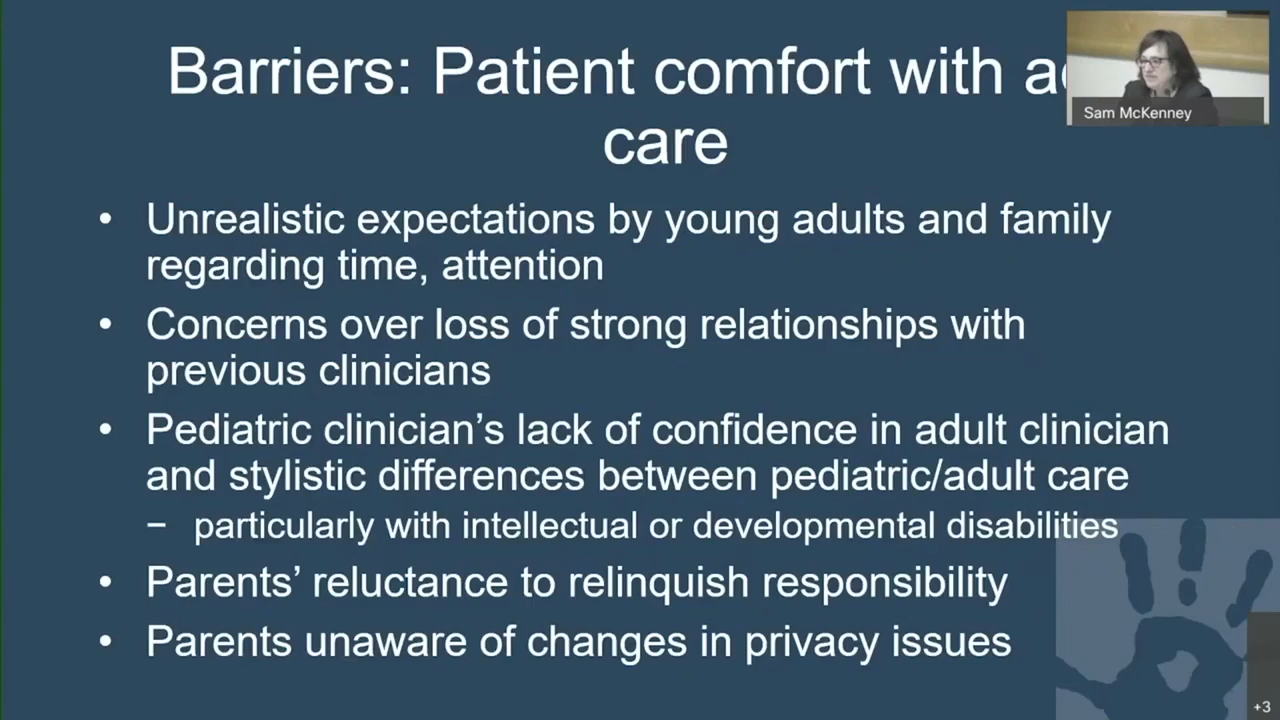 Barriers: Patient comfort with
care
Sam McKenney
• Unrealistic expectations by young adults and family
regarding time, attention
• Concerns over loss of strong relationships with
previous clinicians
• Pediatric clinician’s lack of confidence in adult clinician
and stylistic differences between pediatric/adult care
− particularly with intellectual or developmental disabilities
• Parents’ reluctance to relinquish responsibility
• Parents unaware of changes in privacy issues
+3